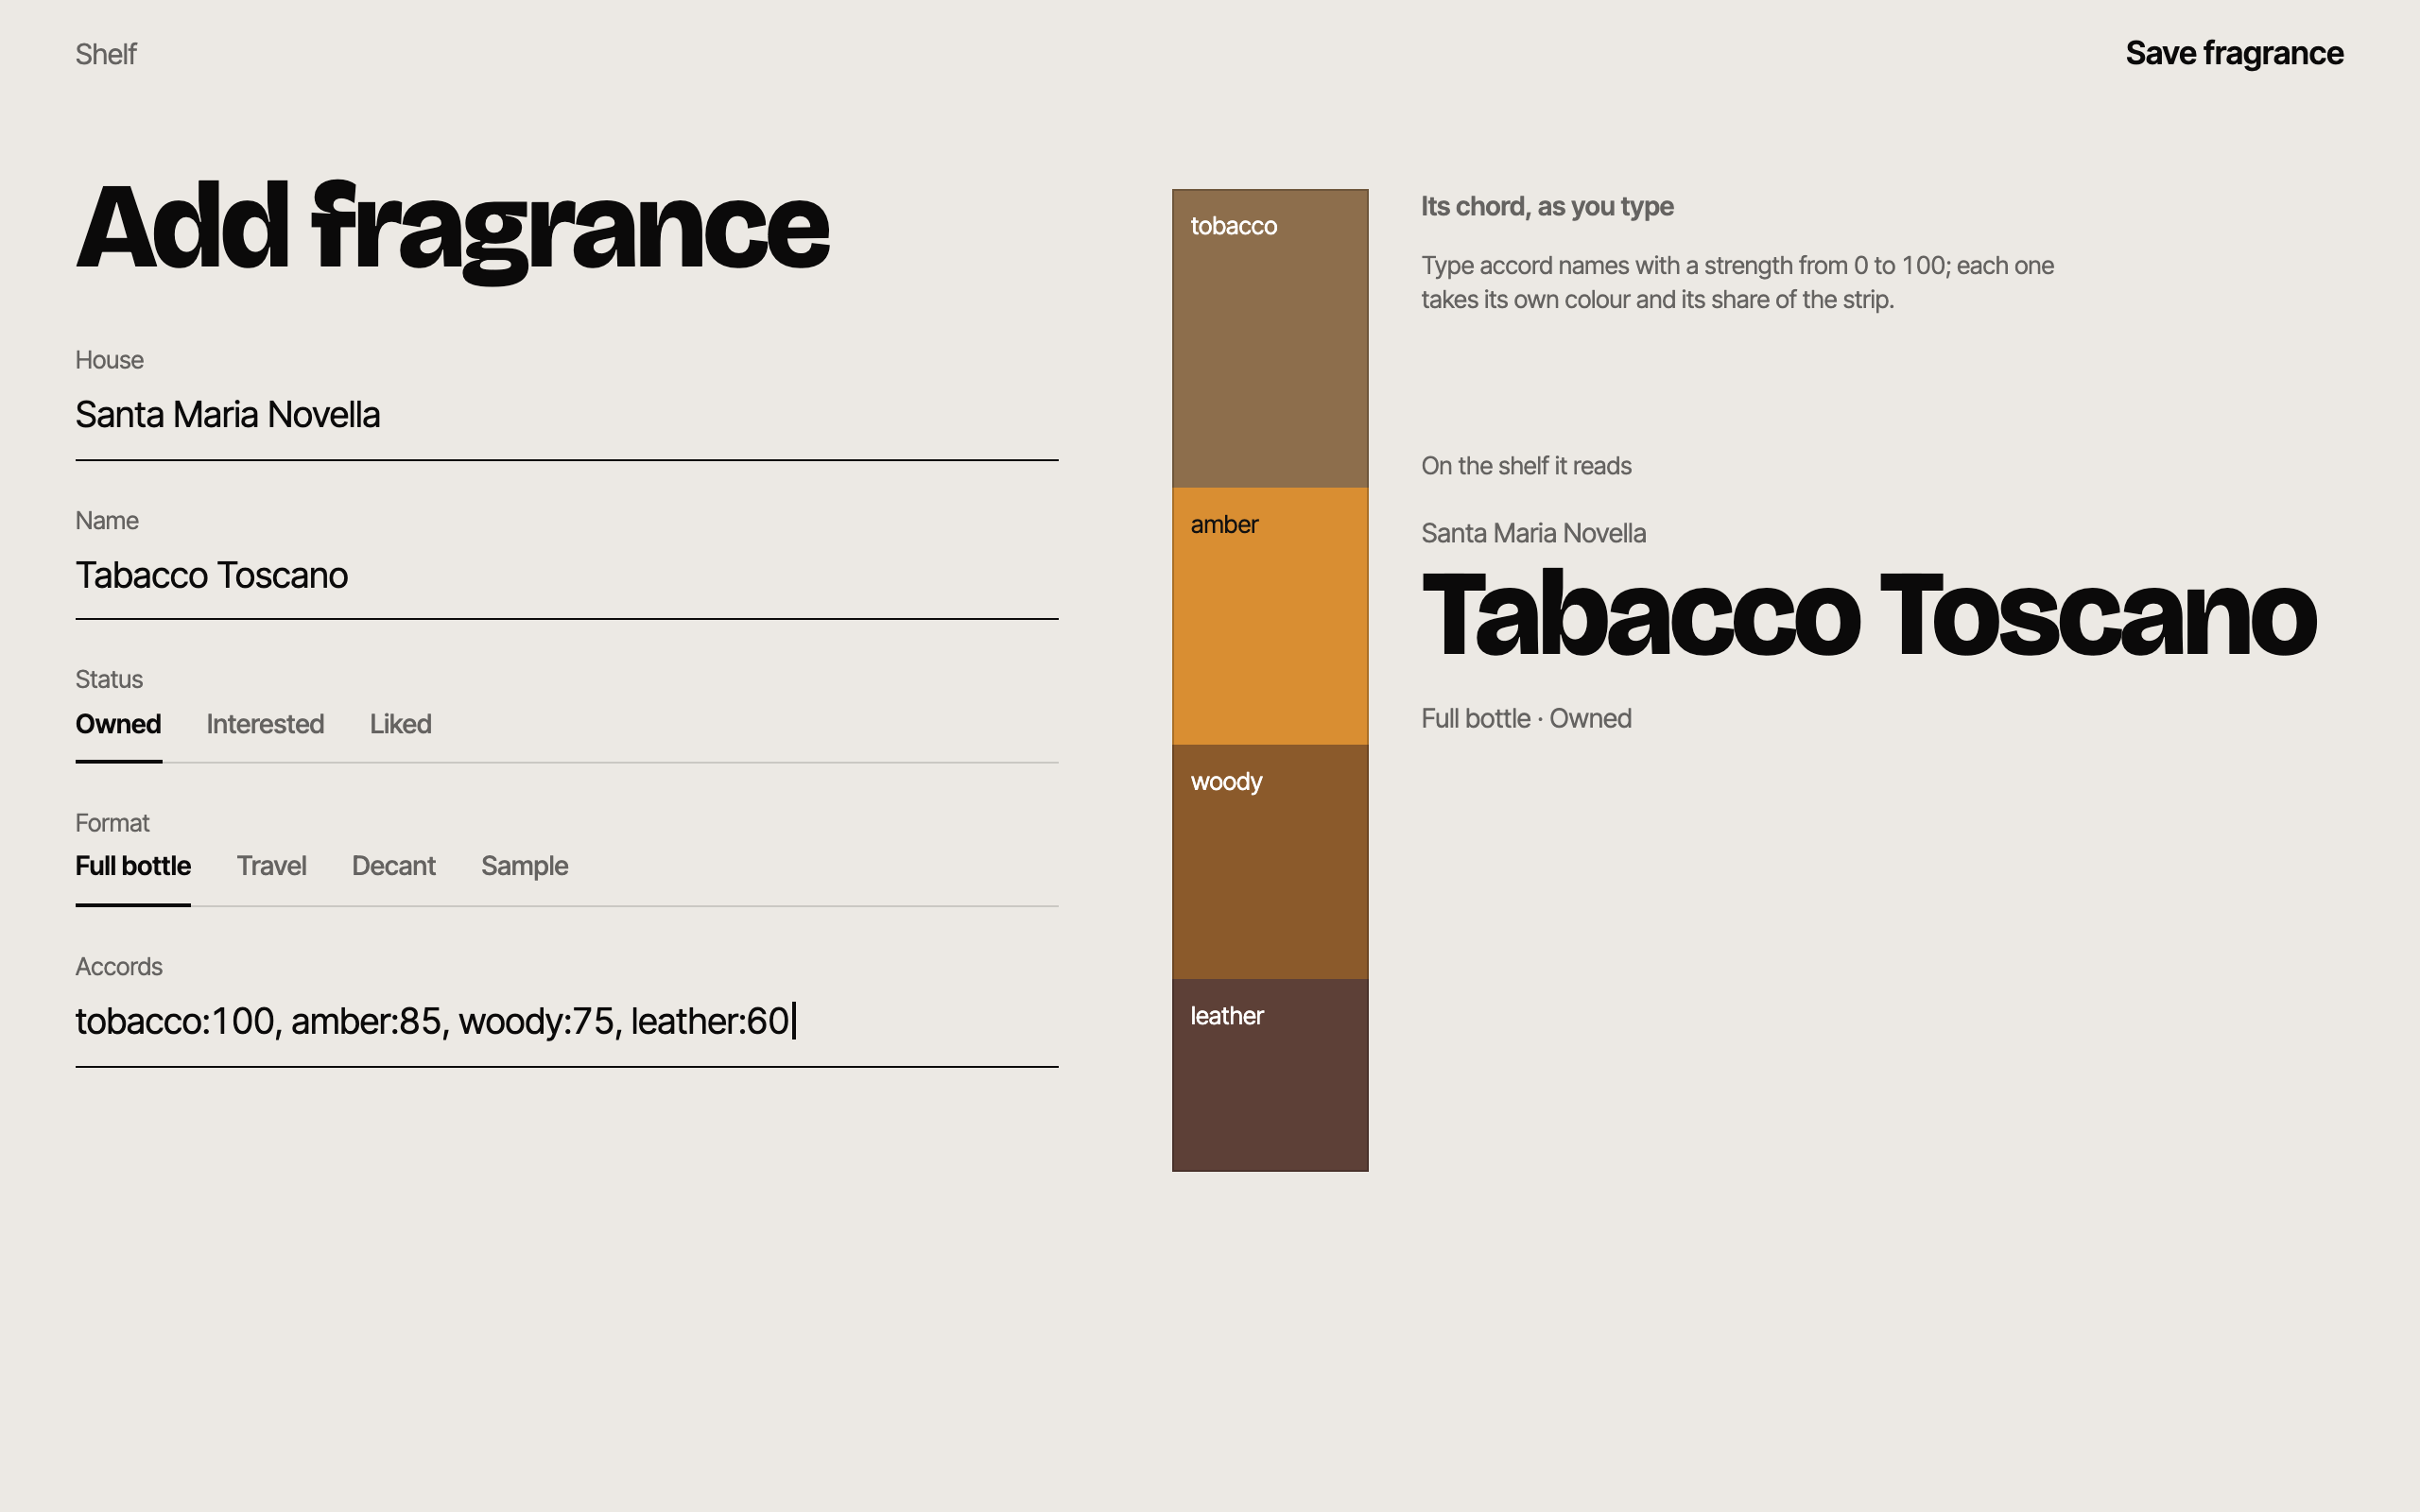 Shelf
Save fragrance
Add fragrance
House
Santa Maria Novella
Name
Tabacco Toscano
Status
Owned Interested Liked
Format
Full bottle Travel Decant Sample
Accords
tobacco:100, amber:85, woody:75, leather:60
tobacco
amber
woody
leather
Its chord, as you type
Type accord names with a strength from 0 to 100; each one
takes its own colour and its share of the strip.
On the shelf it reads
Santa Maria Novella
Tabacco Toscano
Full bottle · Owned